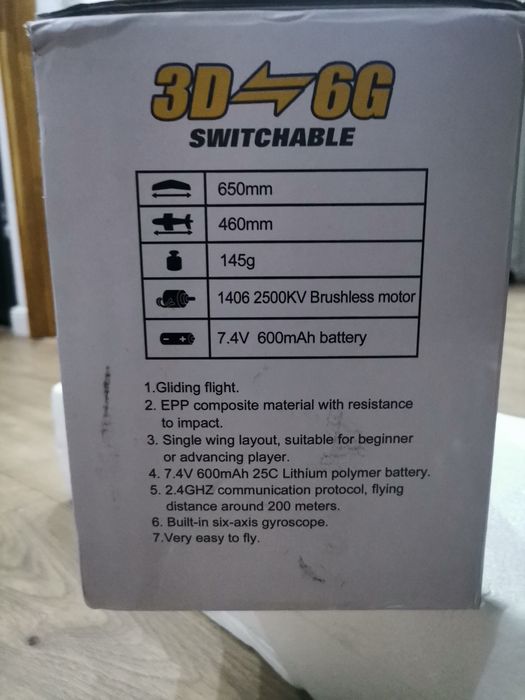 3D 6G
SWITCHABLE
650mm
460mm
145g
1406 2500KV Brushless motor
7.4V 600mAh battery
1.Gliding flight.
2. EPP composite material with resistance
to impact.
3. Single wing layout, suitable for beginner
or advancing player.
4. 7.4V 600mAh 25C Lithium polymer battery.
5. 2.4GHZ communication protocol, flying
distance around 200 meters.
6. Built-in six-axis gyroscope.
7.Very easy to fly.